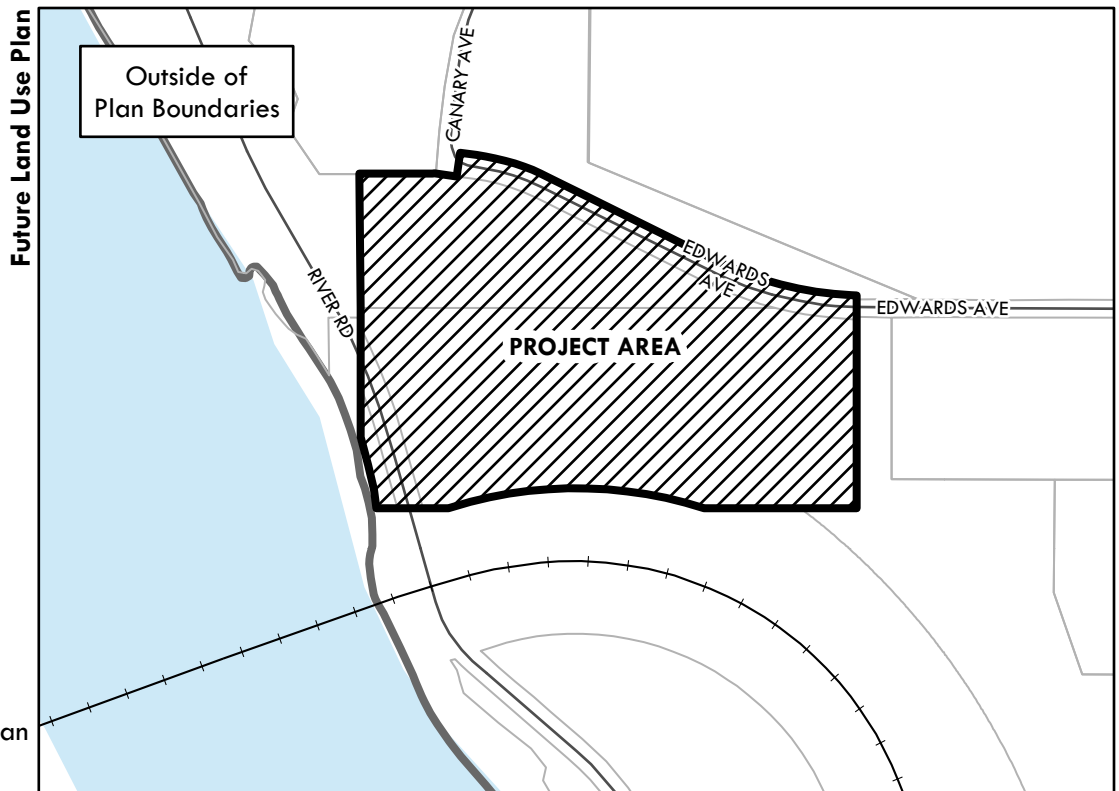 Future Land Use Plan
Outside of
Plan Boundaries
CANARY AVE
RIVER RD
EDWARDS
AVE
EDWARDS AVE
PROJECT AREA
an